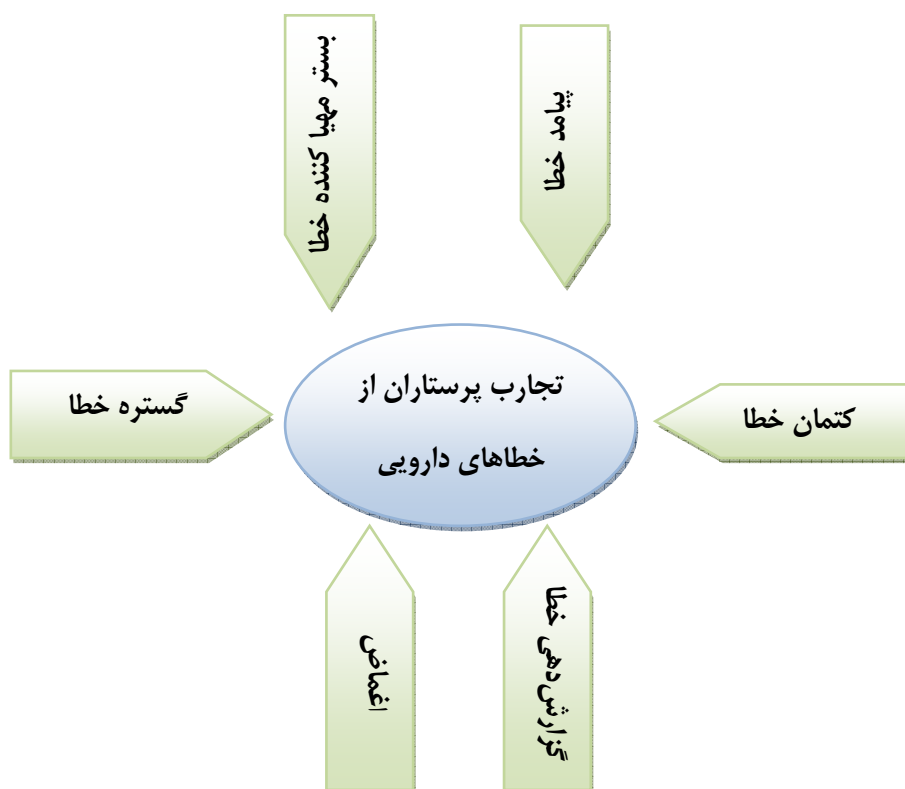 پیامد خطا
بستر مهیا کننده خطا
کتمان خطا
تجارب پرستاران از
خطاهای دارویی
گستره خطا
گزارش‌دهی خطا
اغماض